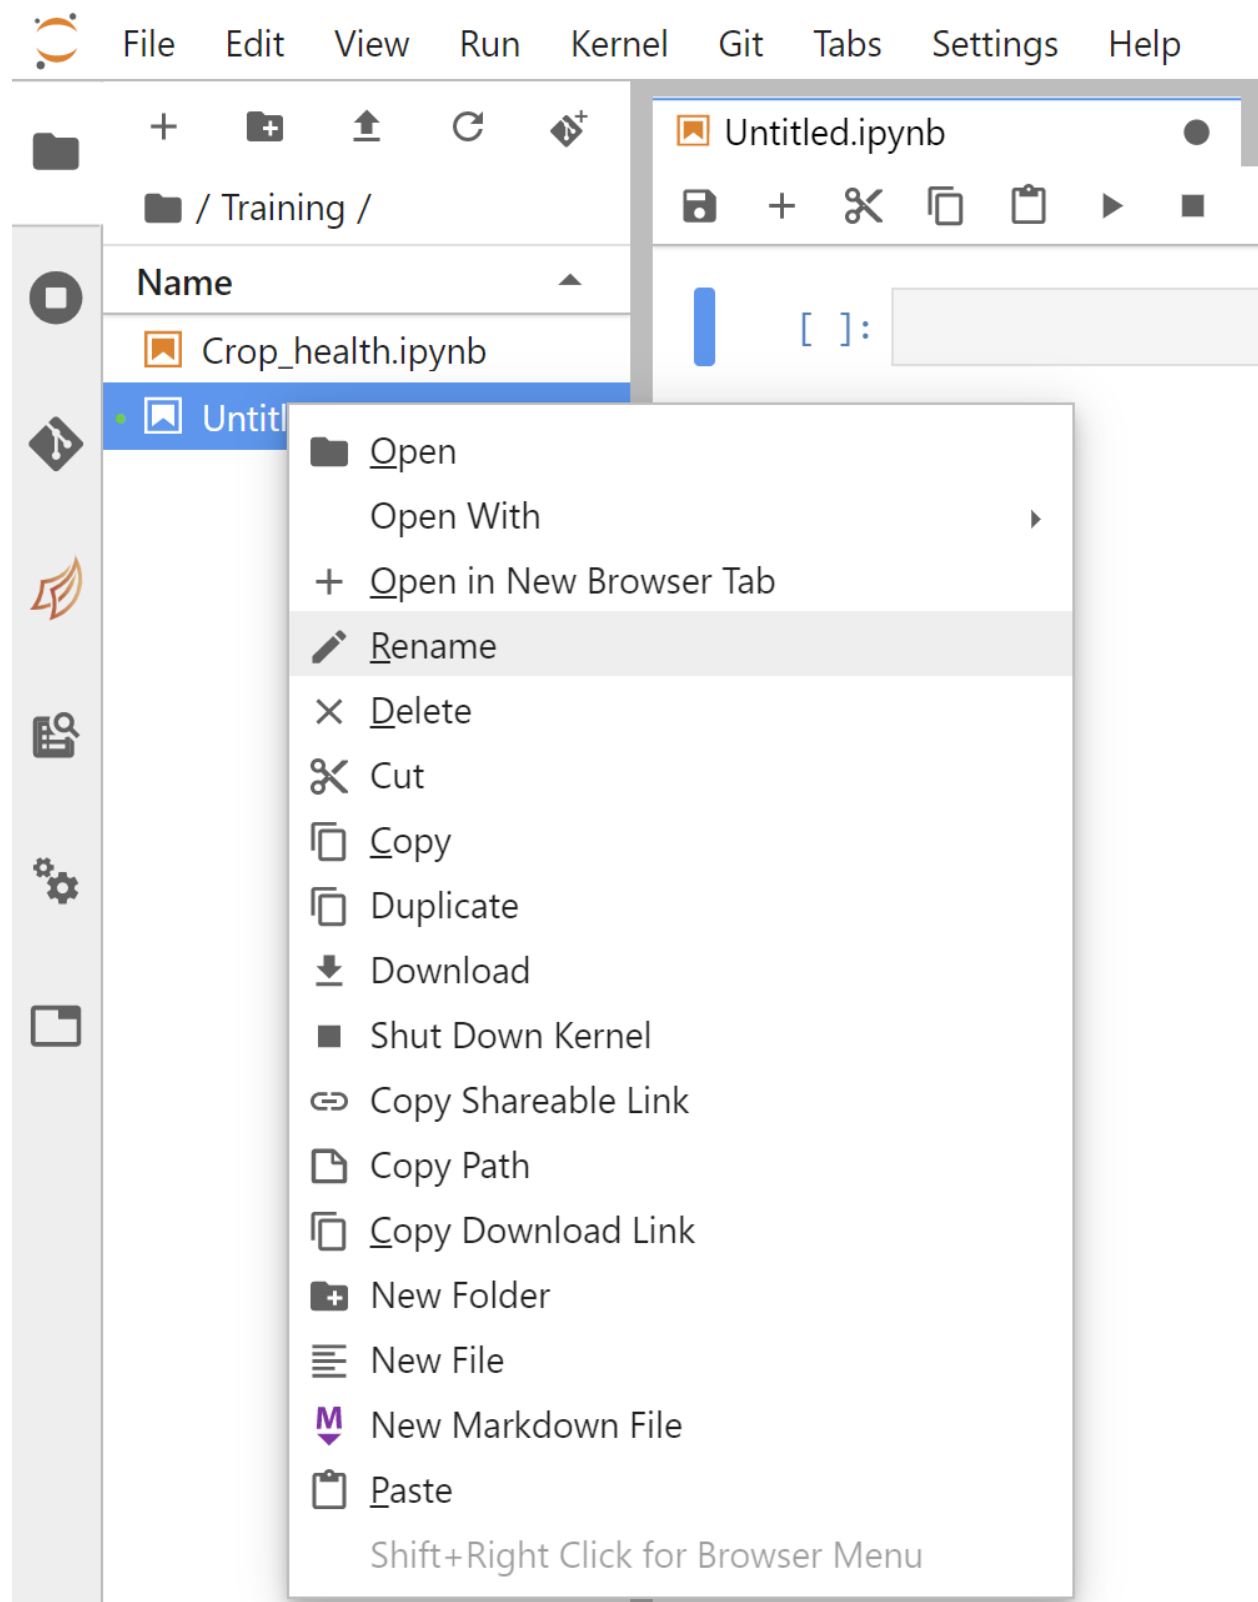 File Edit View Run Kernel Git Tabs Settings Help
Untitled.ipynb
/ Training /
Name
[ ]:
Crop_health.ipynb
Untitl
Open
Open With
Open in New Browser Tab
Rename
Delete
Cut
Copy
Duplicate
Download
Shut Down Kernel
Copy Shareable Link
Copy Path
Copy Download Link
New Folder
New File
M New Markdown File
Paste
Shift+Right Click for Browser Menu